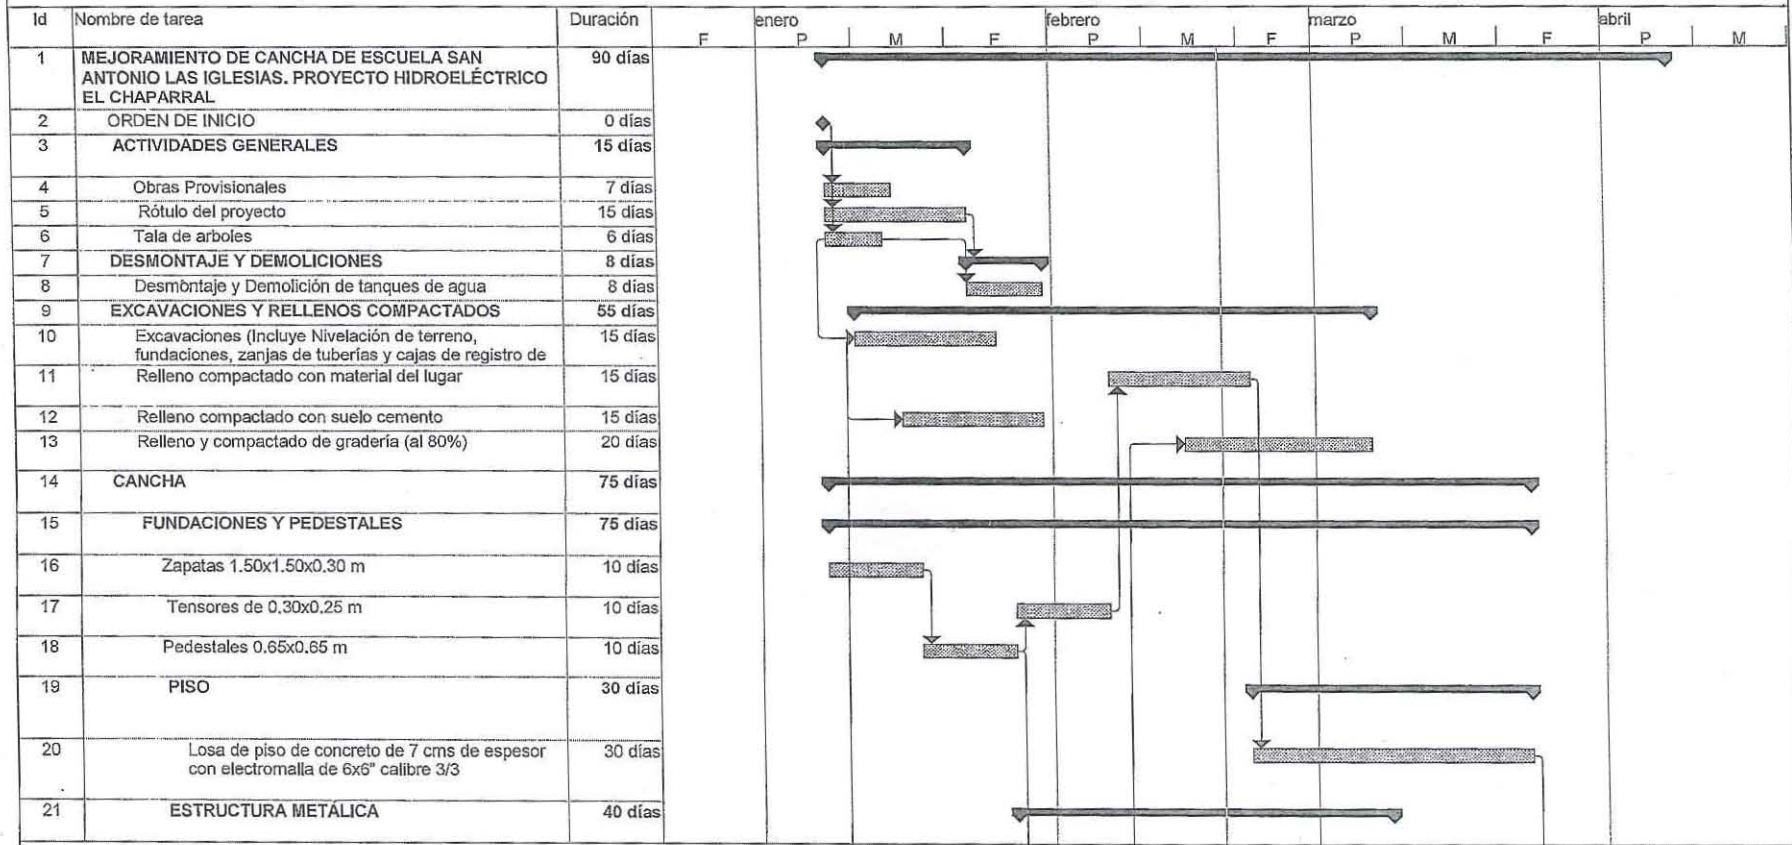 Id Nombre de tarea Duración enero febrero marzo abril
F P M F P M F P M F P M
1 MEJORAMIENTO DE CANCHA DE ESCUELA SAN 90 días
ANTONIO LAS IGLESIAS. PROYECTO HIDROELÉCTRICO
EL CHAPARRAL
2 ORDEN DE INICIO 0 días
3 ACTIVIDADES GENERALES 15 días
4 Obras Provisionales 7 días
5 Rótulo del proyecto 15 días
6 Tala de arboles 6 días
7 DESMONTAJE Y DEMOLICIONES 8 días
8 Desmontaje y Demolición de tanques de agua 8 días
9 EXCAVACIONES Y RELLENOS COMPACTADOS 55 días
10 Excavaciones (Incluye Nivelación de terreno, 15 días
fundaciones, zanjas de tuberías y cajas de registro de
11 Relleno compactado con material del lugar 15 días
12 Relleno compactado con suelo cemento 15 días
13 Relleno y compactado de gradería (al 80%) 20 días
14 CANCHA 75 días
15 FUNDACIONES Y PEDESTALES 75 días
16 Zapatas 1.50x1.50x0.30 m 10 días
17 Tensores de 0.30x0.25 m 10 días
18 Pedestales 0.65x0.65 m 10 días
19 PISO 30 días
20 Losa de piso de concreto de 7 cms de espesor 30 días
con electromalla de 6x6" calibre 3/3
21 ESTRUCTURA METÁLICA 40 días